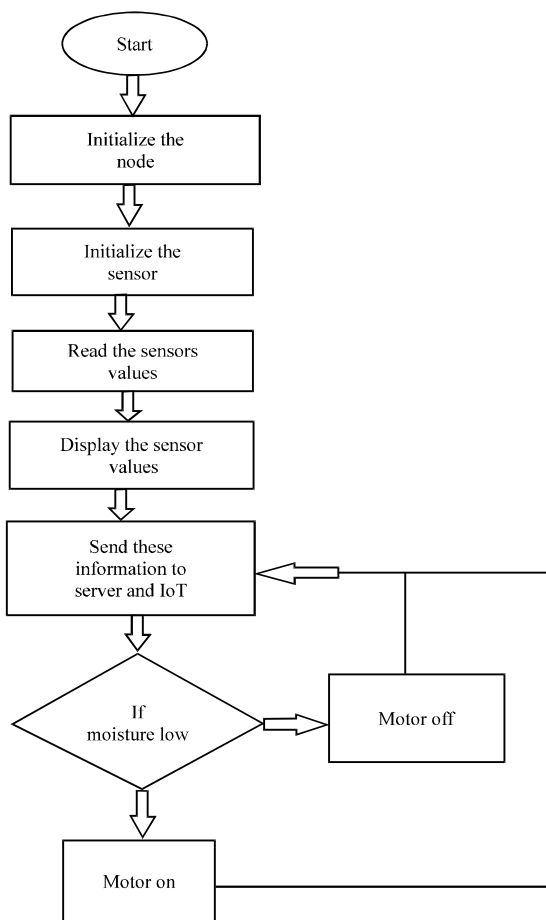 Start
Initialize the
node
Initialize the
sensor
Read the sensors
values
Display the sensor
values
Send these
information to
server and IoT
If
moisture low
Motor off
Motor on